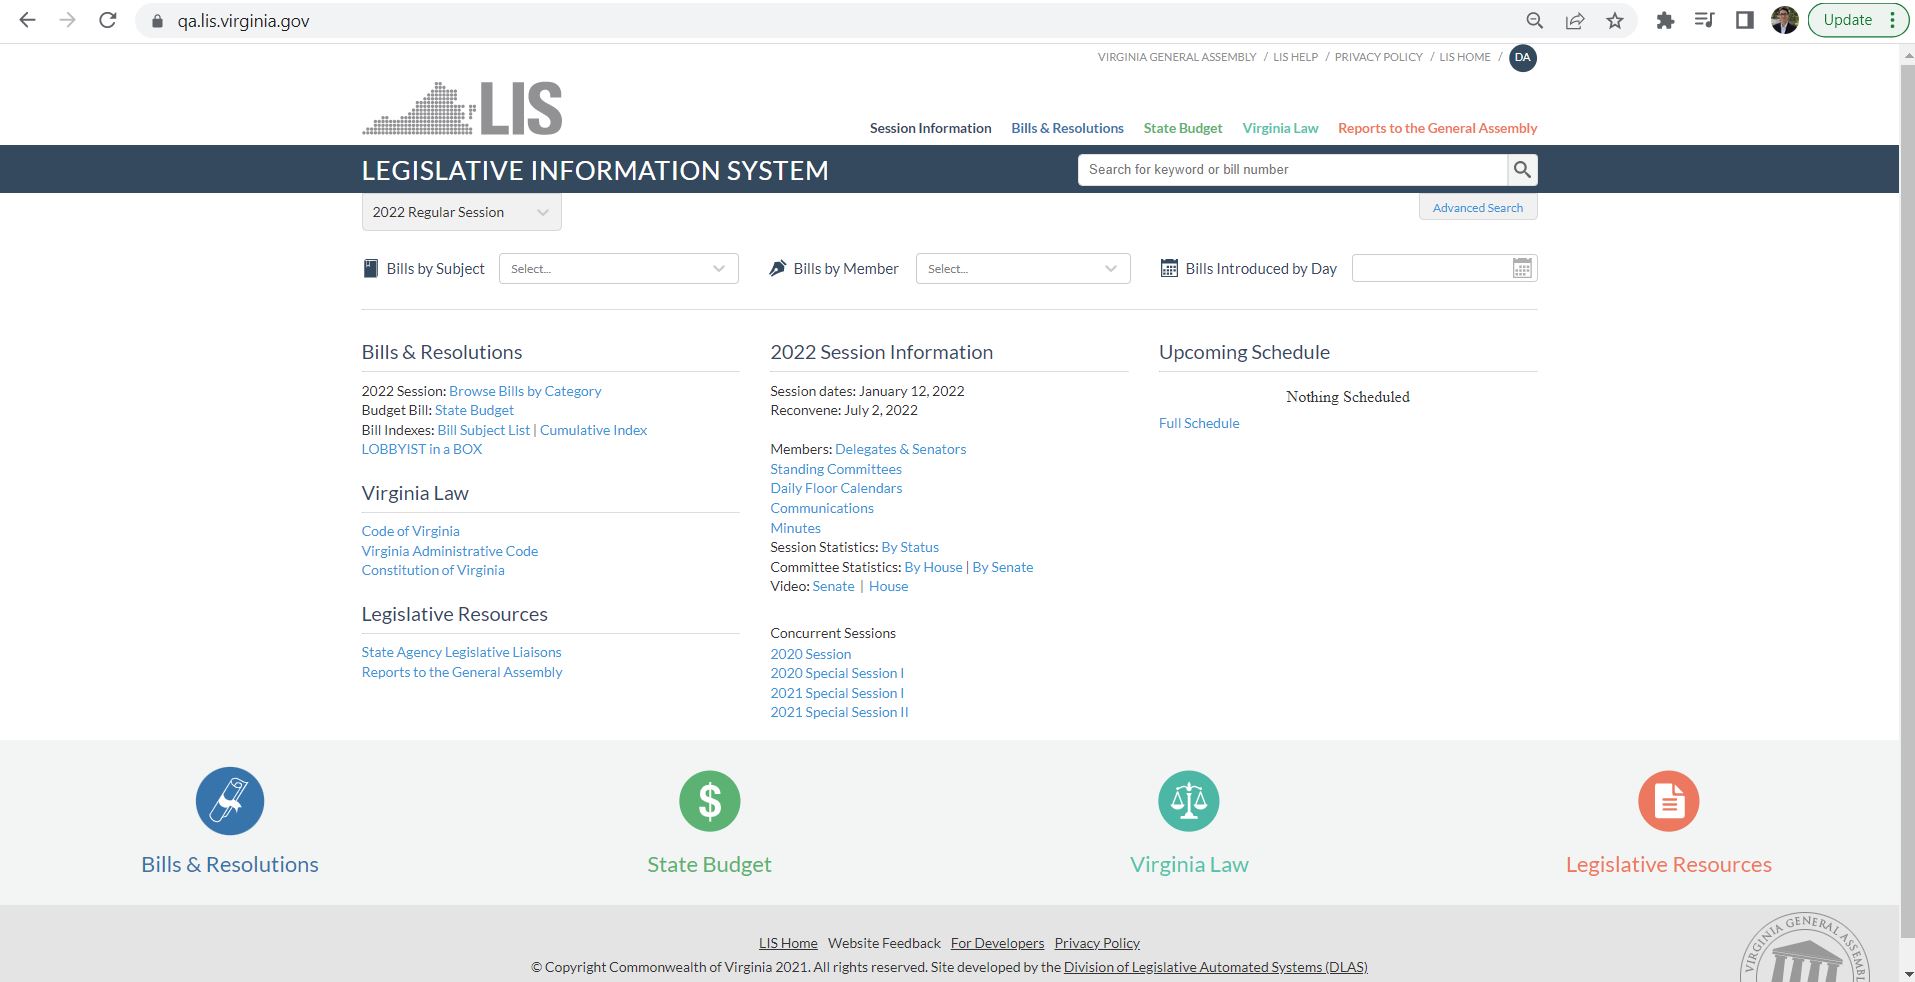 qa.lis.virginia.gov
Update
VIRGINIA GENERAL ASSEMBLY / LIS HELP / PRIVACY POLICY / LIS HOME / DA
LIS
Session Information Bills & Resolutions State Budget Virginia Law Reports to the General Assembly
LEGISLATIVE INFORMATION SYSTEM
Search for keyword or bill number
2022 Regular Session
Advanced Search
Bills by Subject Select... Bills by Member Select... Bills Introduced by Day
Bills & Resolutions
2022 Session: Browse Bills by Category
Budget Bill: State Budget
Bill Indexes: Bill Subject List | Cumulative Index
LOBBYIST in a BOX
Virginia Law
Code of Virginia
Virginia Administrative Code
Constitution of Virginia
Legislative Resources
State Agency Legislative Liaisons
Reports to the General Assembly
2022 Session Information
Session dates: January 12, 2022
Reconvene: July 2, 2022
Members: Delegates & Senators
Standing Committees
Daily Floor Calendars
Communications
Minutes
Session Statistics: By Status
Committee Statistics: By House | By Senate
Video: Senate | House
Concurrent Sessions
2020 Session
2020 Special Session I
2021 Special Session I
2021 Special Session II
Upcoming Schedule
Nothing Scheduled
Full Schedule
Bills & Resolutions
State Budget
Virginia Law
Legislative Resources
LIS Home Website Feedback For Developers Privacy Policy
© Copyright Commonwealth of Virginia 2021. All rights reserved. Site developed by the Division of Legislative Automated Systems (DLAS)
VIRGINIA GENERAL ASSEMBL